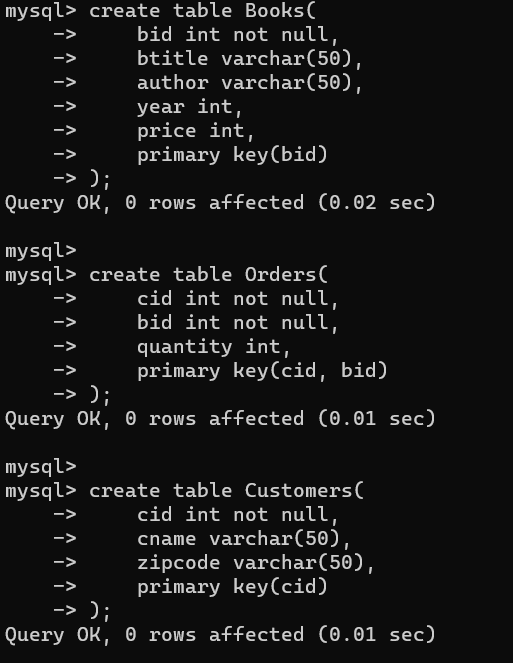 mysql> create table Books(
    ->     bid int not null,
    ->     btitle varchar(50),
    ->     author varchar(50),
    ->     year int,
    ->     price int,
    ->     primary key(bid)
    -> );
Query OK, 0 rows affected (0.02 sec)

mysql>
mysql> create table Orders(
    ->     cid int not null,
    ->     bid int not null,
    ->     quantity int,
    ->     primary key(cid, bid)
    -> );
Query OK, 0 rows affected (0.01 sec)

mysql>
mysql> create table Customers(
    ->     cid int not null,
    ->     cname varchar(50),
    ->     zipcode varchar(50),
    ->     primary key(cid)
    -> );
Query OK, 0 rows affected (0.01 sec)